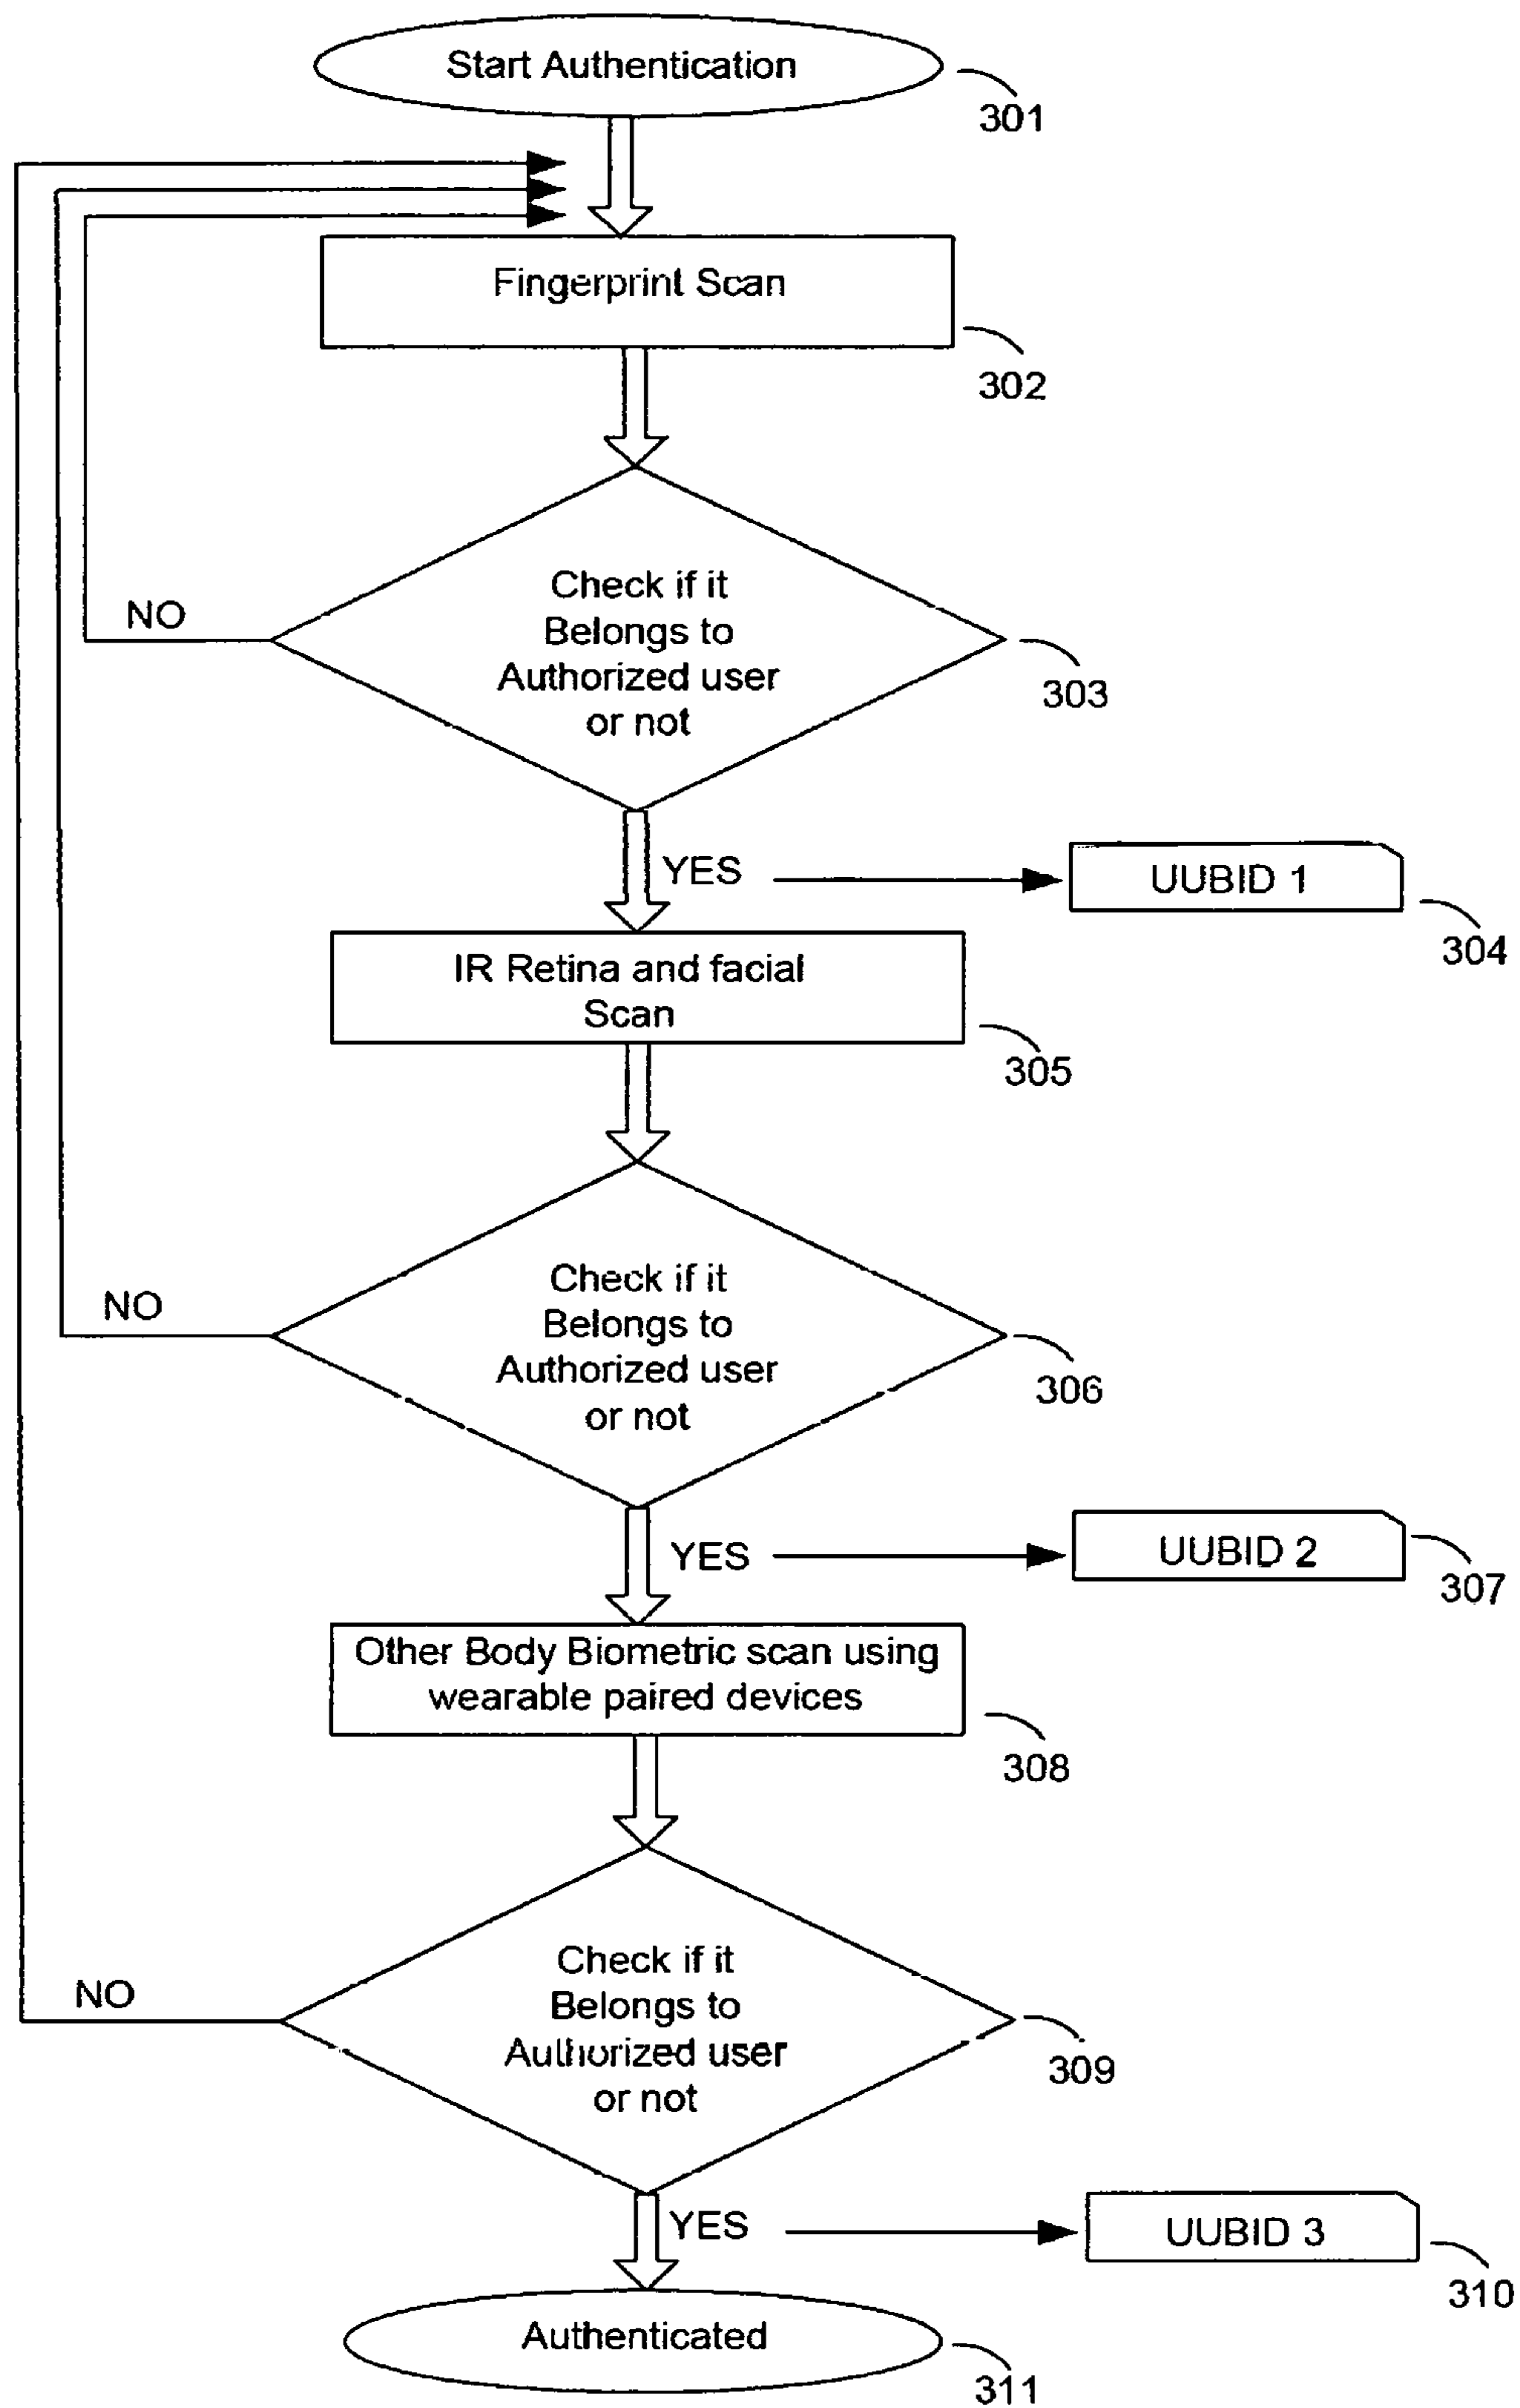 Start Authentication
301
Fingerprint Scan
302
Check if it
Belongs to
Authorized user
or not
303
NO
YES
UUBID 1
304
IR Retina and facial
Scan
305
Check if it
Belongs to
Authorized user
or not
306
NO
YES
UUBID 2
307
Other Body Biometric scan using
wearable paired devices
308
Check if it
Belongs to
Authorized user
or not
309
NO
YES
UUBID 3
310
Authenticated
311